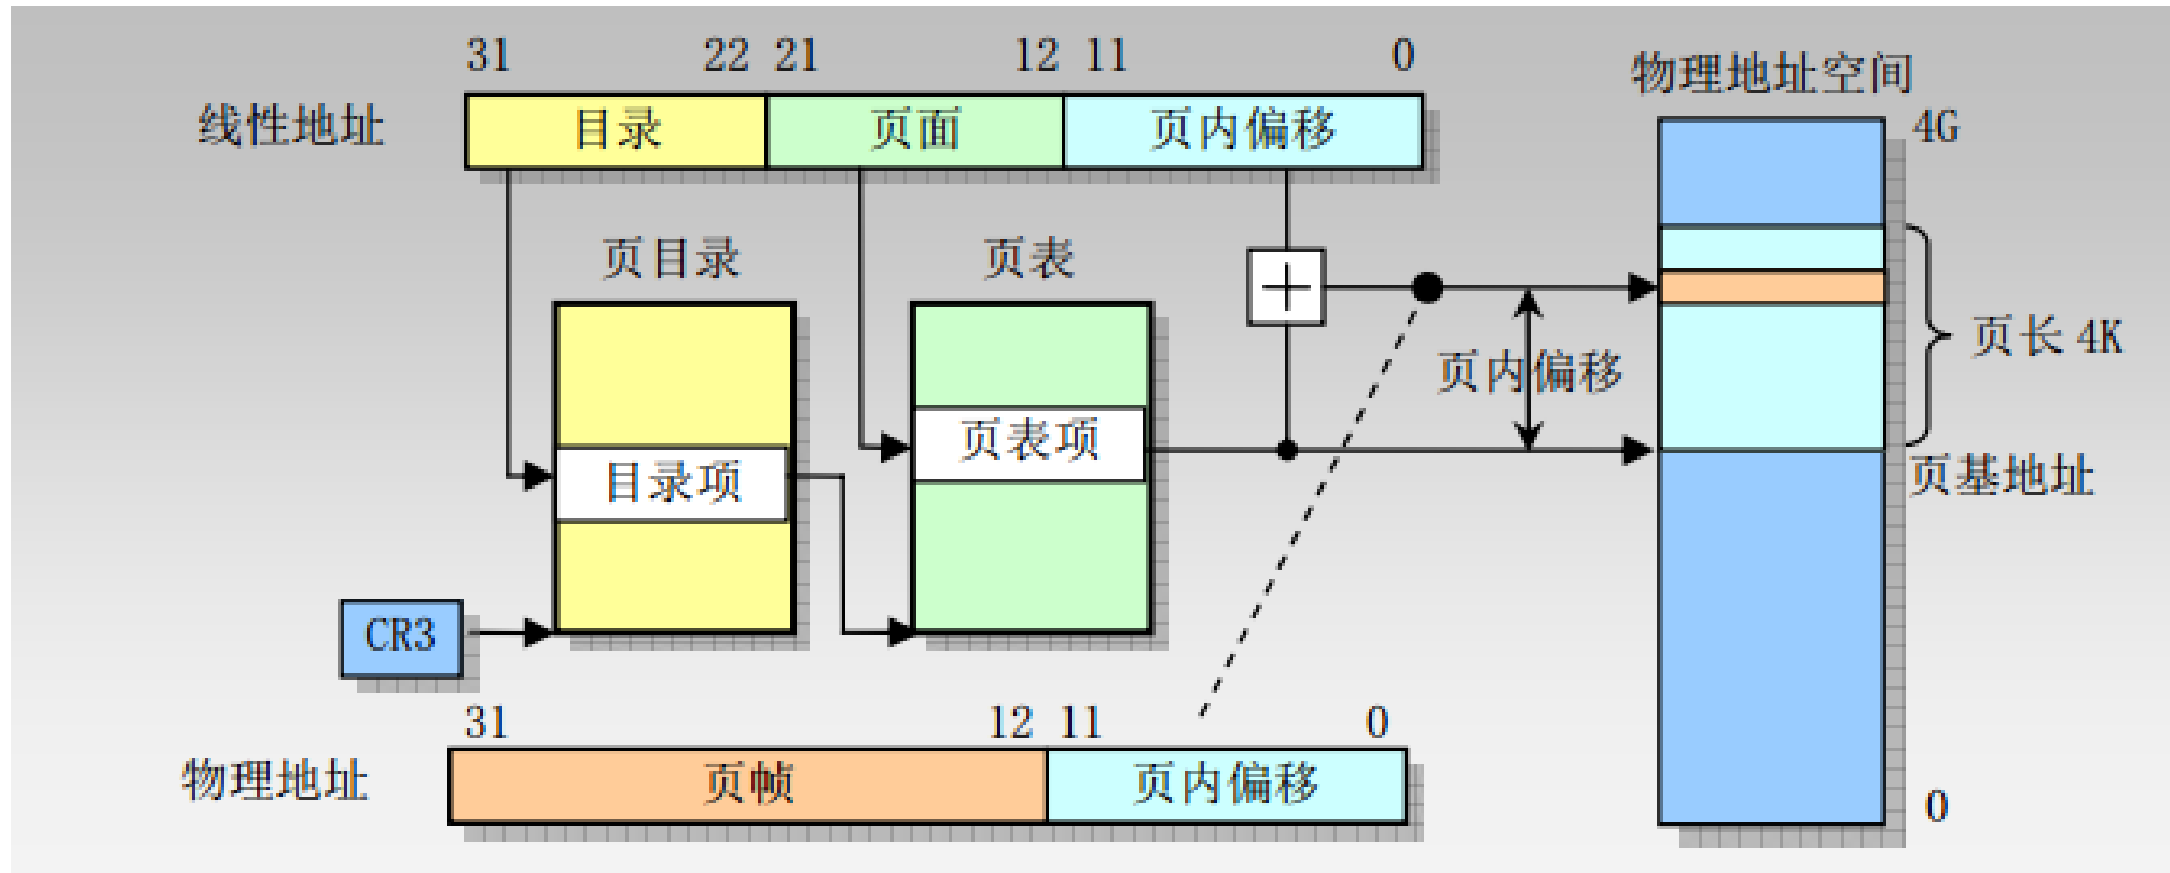 31 22 21 12 11 0
物理地址空间
线性地址 目录 页面 页内偏移
4G
页目录 页表
页长 4K
页内偏移
页表项
目录项
页基地址
CR3
31 12 11 0
物理地址 页帧 页内偏移
0